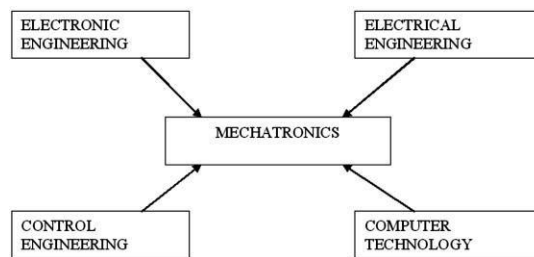 ELECTRONIC
ENGINEERING
ELECTRICAL
ENGINEERING
MECHATRONICS
CONTROL
ENGINEERING
COMPUTER
TECHNOLOGY